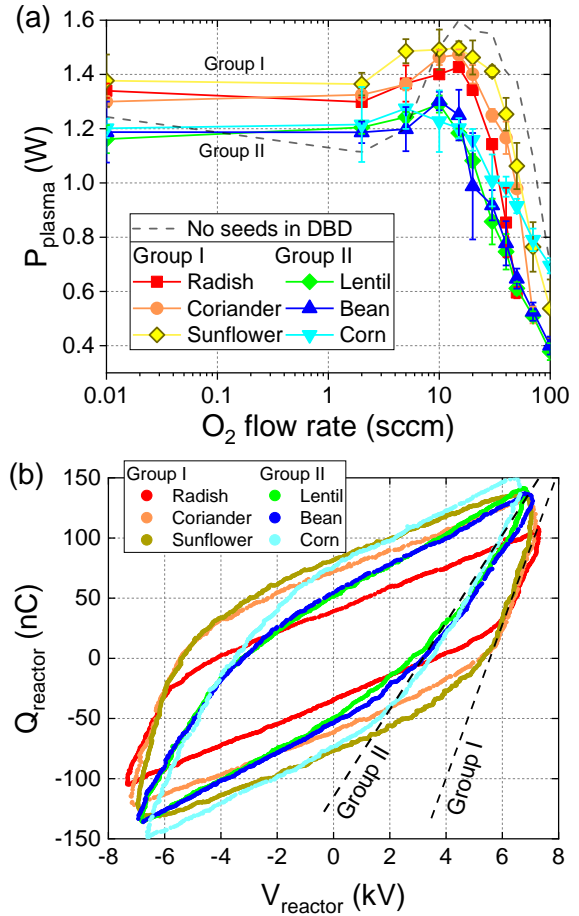 (a)
1.6
1.4
1.2
1.0
0.8
0.6
0.4
P_plasma (W)
Group I
Group II
No seeds in DBD
Group I Group II
Radish Lentil
Coriander Bean
Sunflower Corn
0.01 0.1 1 10 100
O₂ flow rate (sccm)
(b)
150
100
50
0
-50
-100
-150
Q_reactor (nC)
Group I Group II
Radish Lentil
Coriander Bean
Sunflower Corn
Group II
Group I
-8 -6 -4 -2 0 2 4 6 8
V_reactor (kV)